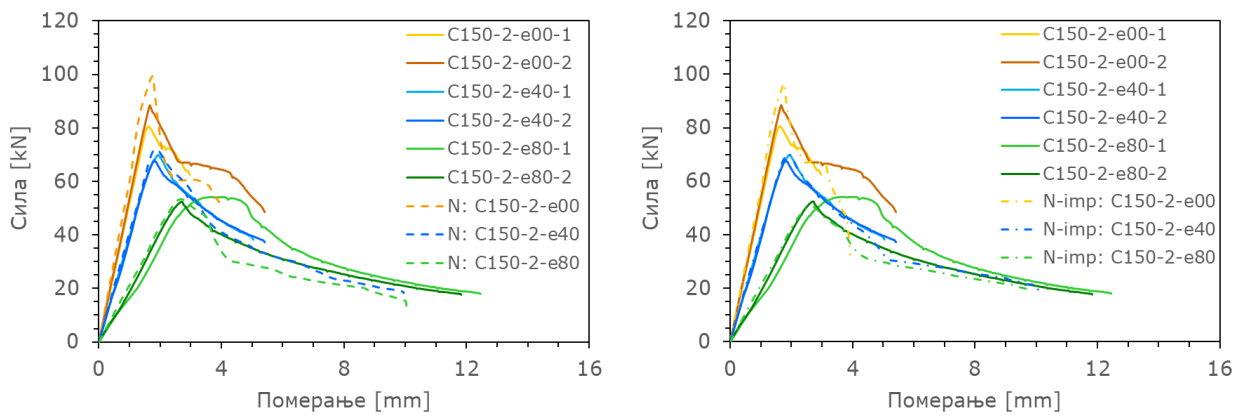 120
100
80
60
40
20
0
Сила [kN]
0
4
8
12
16
Померање [mm]
C150-2-e00-1
C150-2-e00-2
C150-2-e40-1
C150-2-e40-2
C150-2-e80-1
C150-2-e80-2
N: C150-2-e00
N: C150-2-e40
N: C150-2-e80
120
100
80
60
40
20
0
Сила [kN]
0
4
8
12
16
Померање [mm]
C150-2-e00-1
C150-2-e00-2
C150-2-e40-1
C150-2-e40-2
C150-2-e80-1
C150-2-e80-2
N-imp: C150-2-e00
N-imp: C150-2-e40
N-imp: C150-2-e80